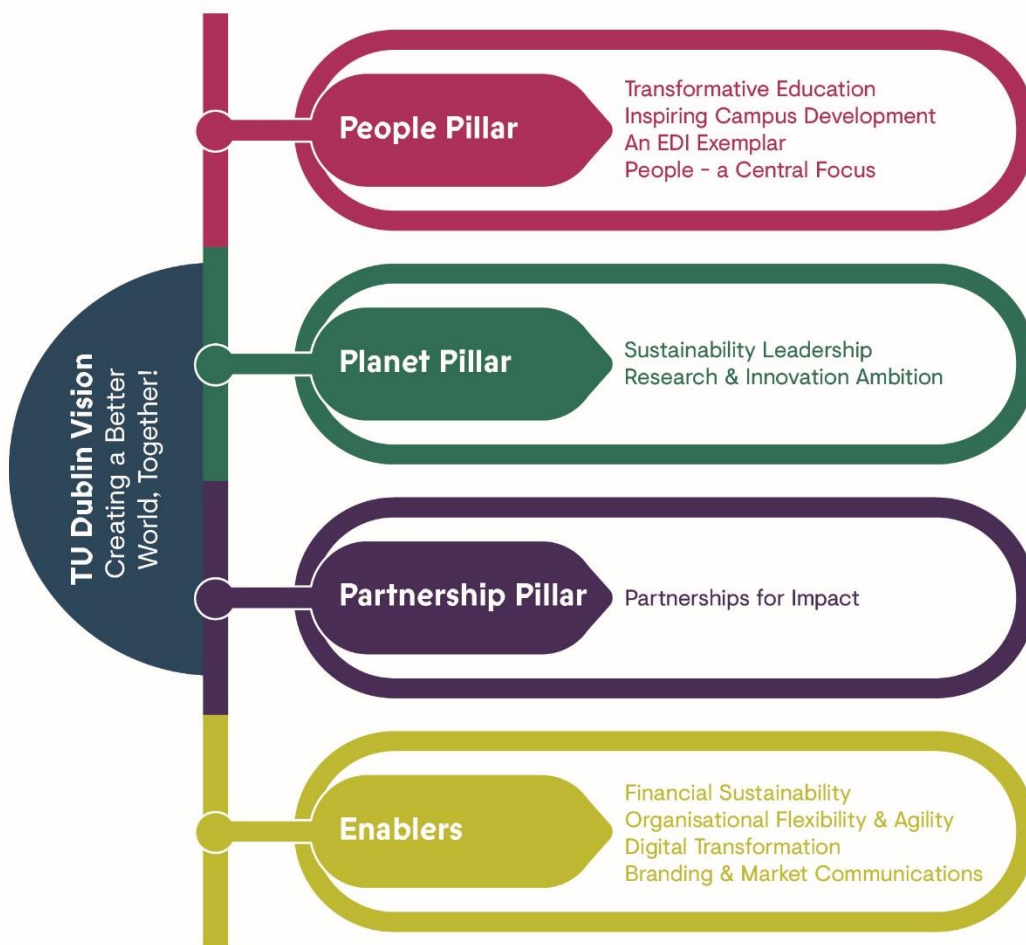 TU Dublin Vision
Creating a Better
World, Together!
People Pillar
Transformative Education
Inspiring Campus Development
An EDI Exemplar
People - a Central Focus
Planet Pillar
Sustainability Leadership
Research & Innovation Ambition
Partnership Pillar
Partnerships for Impact
Enablers
Financial Sustainability
Organisational Flexibility & Agility
Digital Transformation
Branding & Market Communications